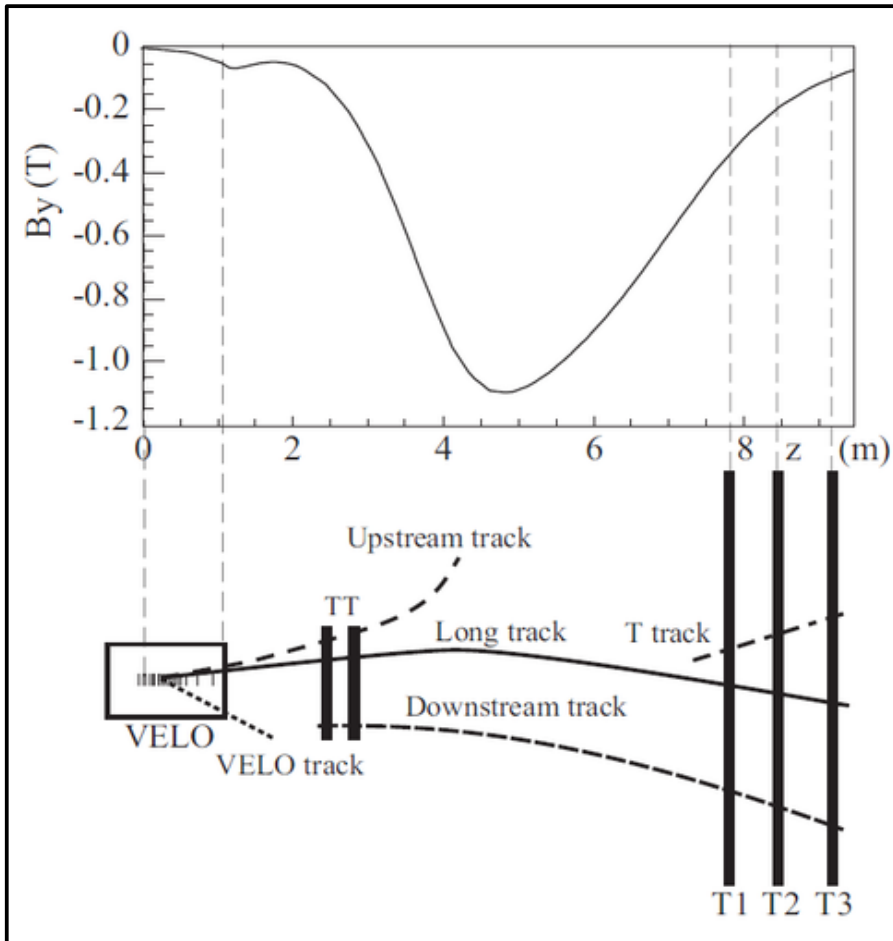 0
-0.2
-0.4
-0.6
-0.8
-1.0
-1.2
By (T)
0 2 4 6 8 z (m)
Upstream track
TT
Long track
T track
Downstream track
VELO
VELO track
T1 T2 T3